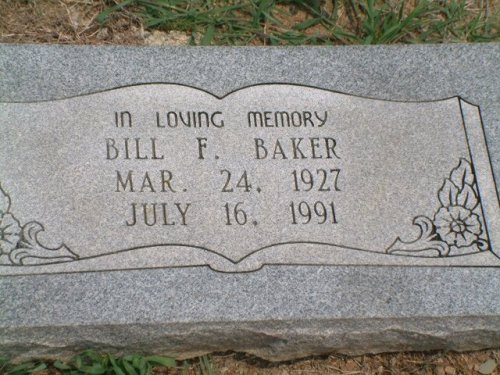 IN LOVING MEMORY
BILL F. BAKER
MAR. 24, 1927
JULY 16, 1991